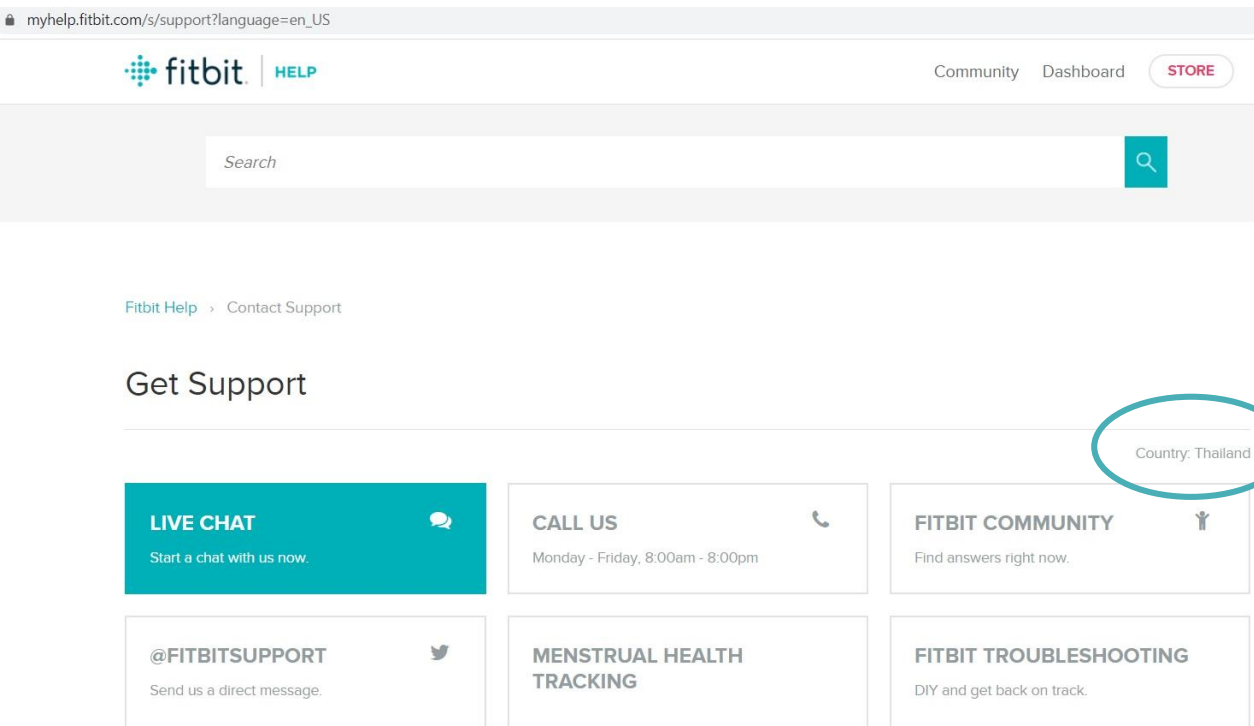 myhelp.fitbit.com/s/support?language=en_US
fitbit. HELP
Community Dashboard STORE
Search
Fitbit Help › Contact Support
Get Support
Country: Thailand
LIVE CHAT
Start a chat with us now.
CALL US
Monday - Friday, 8:00am - 8:00pm
FITBIT COMMUNITY
Find answers right now.
@FITBITSUPPORT
Send us a direct message.
MENSTRUAL HEALTH
TRACKING
FITBIT TROUBLESHOOTING
DIY and get back on track.